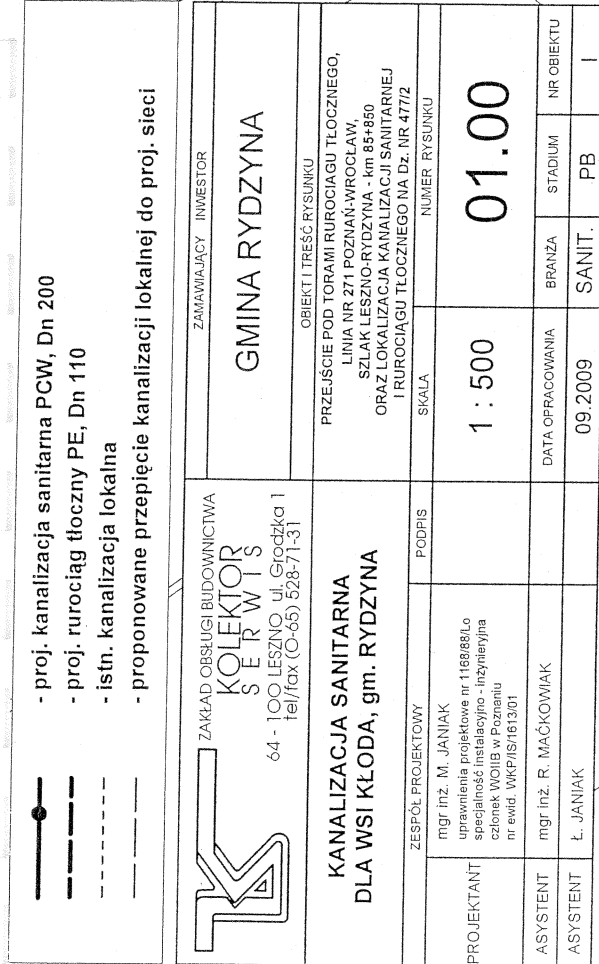 - proj. kanalizacja sanitarna PCW, Dn 200
- proj. rurociąg tłoczny PE, Dn 110
- istn. kanalizacja lokalna
- proponowane przepięcie kanalizacji lokalnej do proj. sieci
ZAKŁAD OBSŁUGI BUDOWNICTWA
KOLEKTOR
SERWIS
64 - 100 LESZNO, ul. Grodzka 1
tel/fax (0-65) 528-71-31
ZAMAWIAJĄCY INWESTOR
GMINA RYDZYNA
KANALIZACJA SANITARNA
DLA WSI KŁODA, gm. RYDZYNA
OBIEKT I TREŚĆ RYSUNKU
PRZEJŚCIE POD TORAMI RUROCIAGU TŁOCZNEGO,
LINIA NR 271 POZNAŃ-WROCŁAW,
SZLAK LESZNO-RYDZYNA - km 85+850
ORAZ LOKALIZACJA KANALIZACJI SANITARNEJ
I RUROCIĄGU TŁOCZNEGO NA Dz. NR 477/2
ZESPÓŁ PROJEKTOWY
PODPIS
SKALA
NUMER RYSUNKU
PROJEKTANT
mgr inż. M. JANIAK
uprawnienia projektowe nr 1168/88/Lo
specjalność instalacyjno - inżynieryjna
członek WOIIB w Poznaniu
nr ewid. WKP/IS/1613/01
1 : 500
01.00
ASYSTENT
mgr inż. R. MAĆKOWIAK
DATA OPRACOWANIA
BRANŻA
STADIUM
NR OBIEKTU
ASYSTENT
Ł. JANIAK
09.2009
SANIT.
PB
I